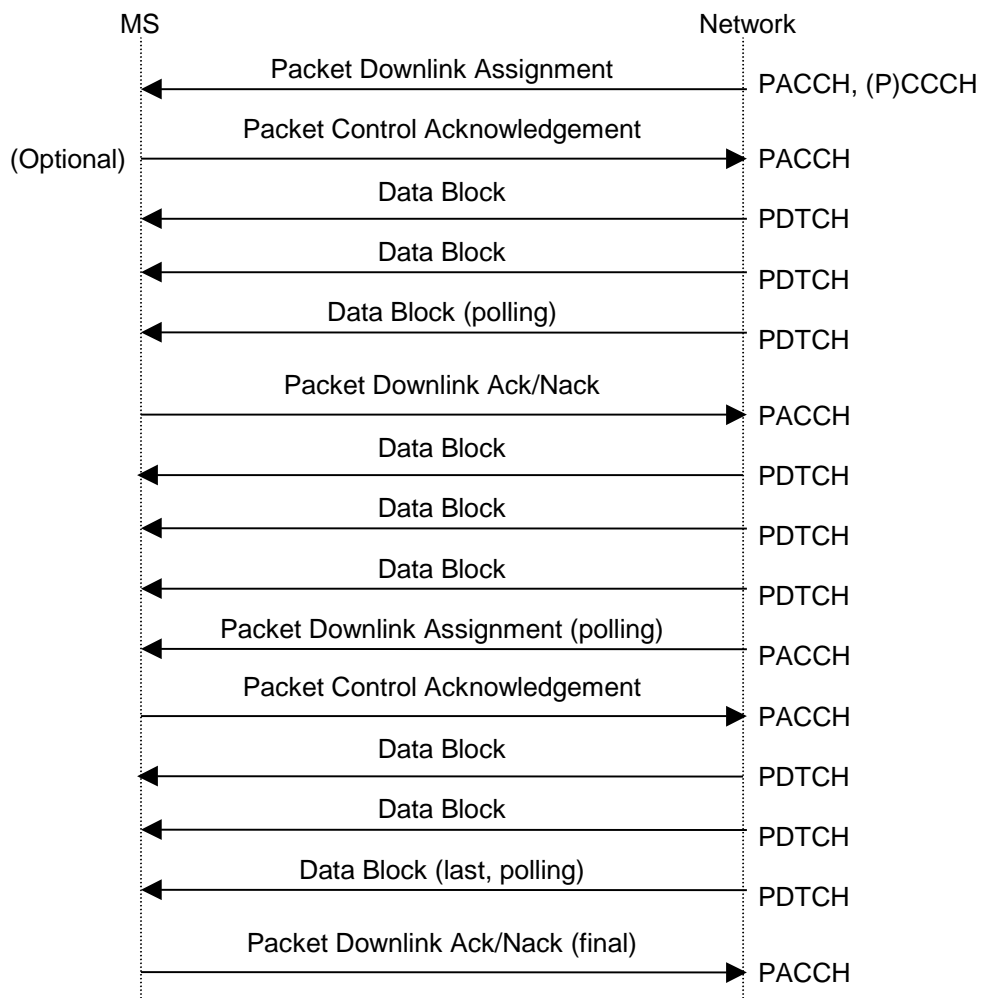 MS Network
Packet Downlink Assignment
PACCH, (P)CCCH
Packet Control Acknowledgement
(Optional) PACCH
Data Block
PDTCH
Data Block
PDTCH
Data Block (polling)
PDTCH
Packet Downlink Ack/Nack
PACCH
Data Block
PDTCH
Data Block
PDTCH
Data Block
PDTCH
Packet Downlink Assignment (polling)
PACCH
Packet Control Acknowledgement
PACCH
Data Block
PDTCH
Data Block
PDTCH
Data Block (last, polling)
PDTCH
Packet Downlink Ack/Nack (final)
PACCH